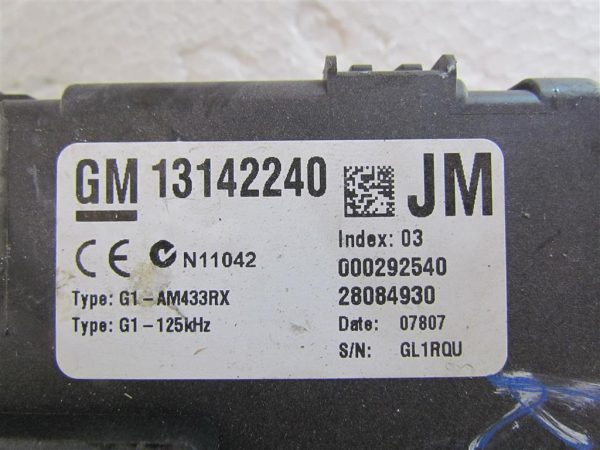 GM 13142240 JM
CE N11042
Type: G1-AM433RX
Type: G1-125kHz
Index: 03
000292540
28084930
Date: 07807
S/N: GL1RQU